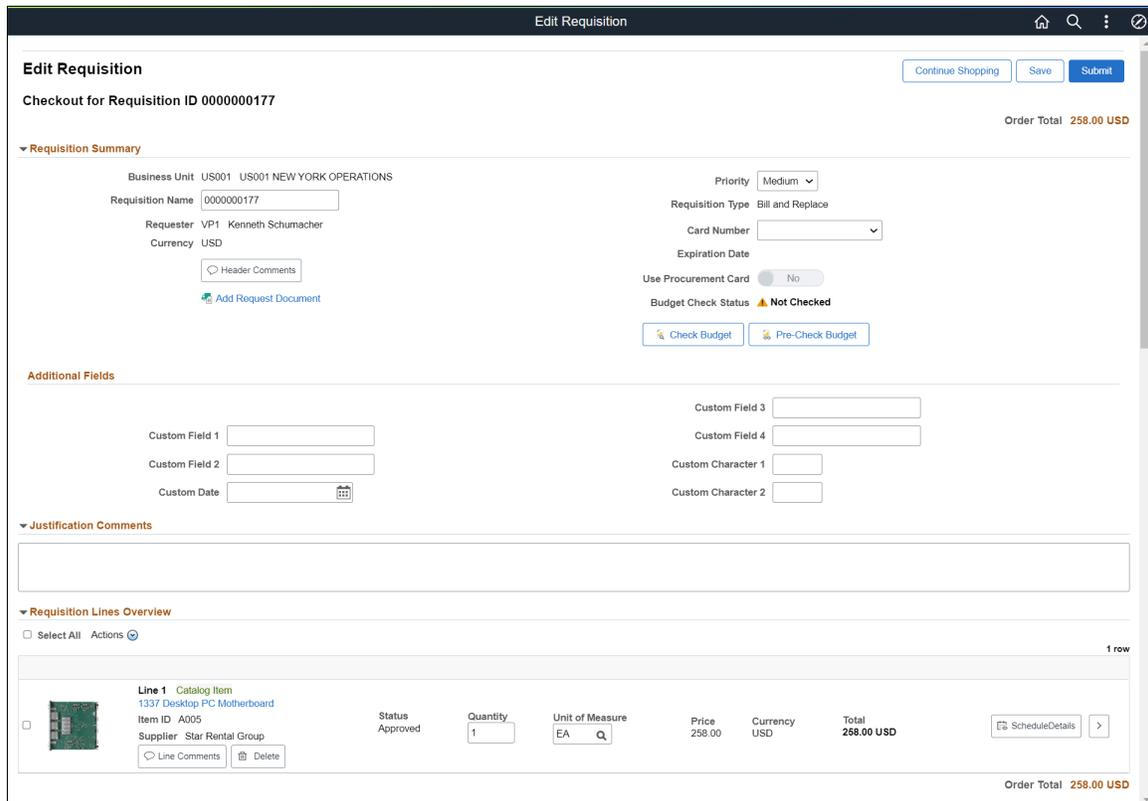 Edit Requisition
Edit Requisition
Continue Shopping
Save
Submit
Checkout for Requisition ID 0000000177
Order Total 258.00 USD
Requisition Summary
Business Unit US001 US001 NEW YORK OPERATIONS
Requisition Name 0000000177
Requester VP1 Kenneth Schumacher
Currency USD
Header Comments
Add Request Document
Priority Medium
Requisition Type Bill and Replace
Card Number
Expiration Date
Use Procurement Card No
Budget Check Status Not Checked
Check Budget
Pre-Check Budget
Additional Fields
Custom Field 1
Custom Field 2
Custom Date
Custom Field 3
Custom Field 4
Custom Character 1
Custom Character 2
Justification Comments
Requisition Lines Overview
Select All Actions
1 row
Line 1 Catalog Item
1337 Desktop PC Motherboard
Item ID A005
Supplier Star Rental Group
Line Comments
Delete
Status
Approved
Quantity
1
Unit of Measure
EA
Price
258.00
Currency
USD
Total
258.00 USD
ScheduleDetails
Order Total 258.00 USD